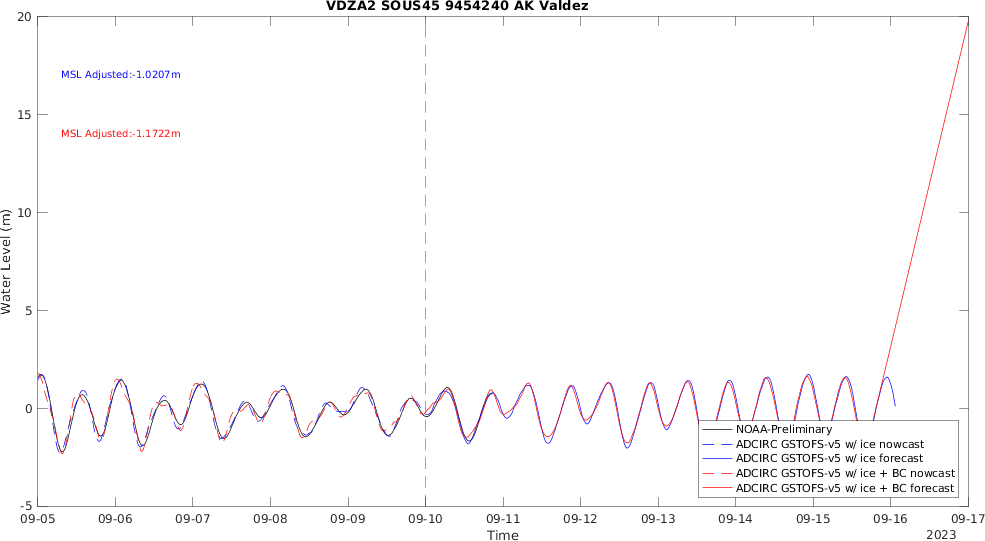 VDZA2 SOUS45 9454240 AK Valdez
20
15
10
5
0
-5
Water Level (m)
MSL Adjusted:-1.0207m
MSL Adjusted:-1.1722m
NOAA-Preliminary
ADCIRC GSTOFS-v5 w/ ice nowcast
ADCIRC GSTOFS-v5 w/ ice forecast
ADCIRC GSTOFS-v5 w/ ice + BC nowcast
ADCIRC GSTOFS-v5 w/ ice + BC forecast
09-05 09-06 09-07 09-08 09-09 09-10 09-11 09-12 09-13 09-14 09-15 09-16 09-17
Time
2023